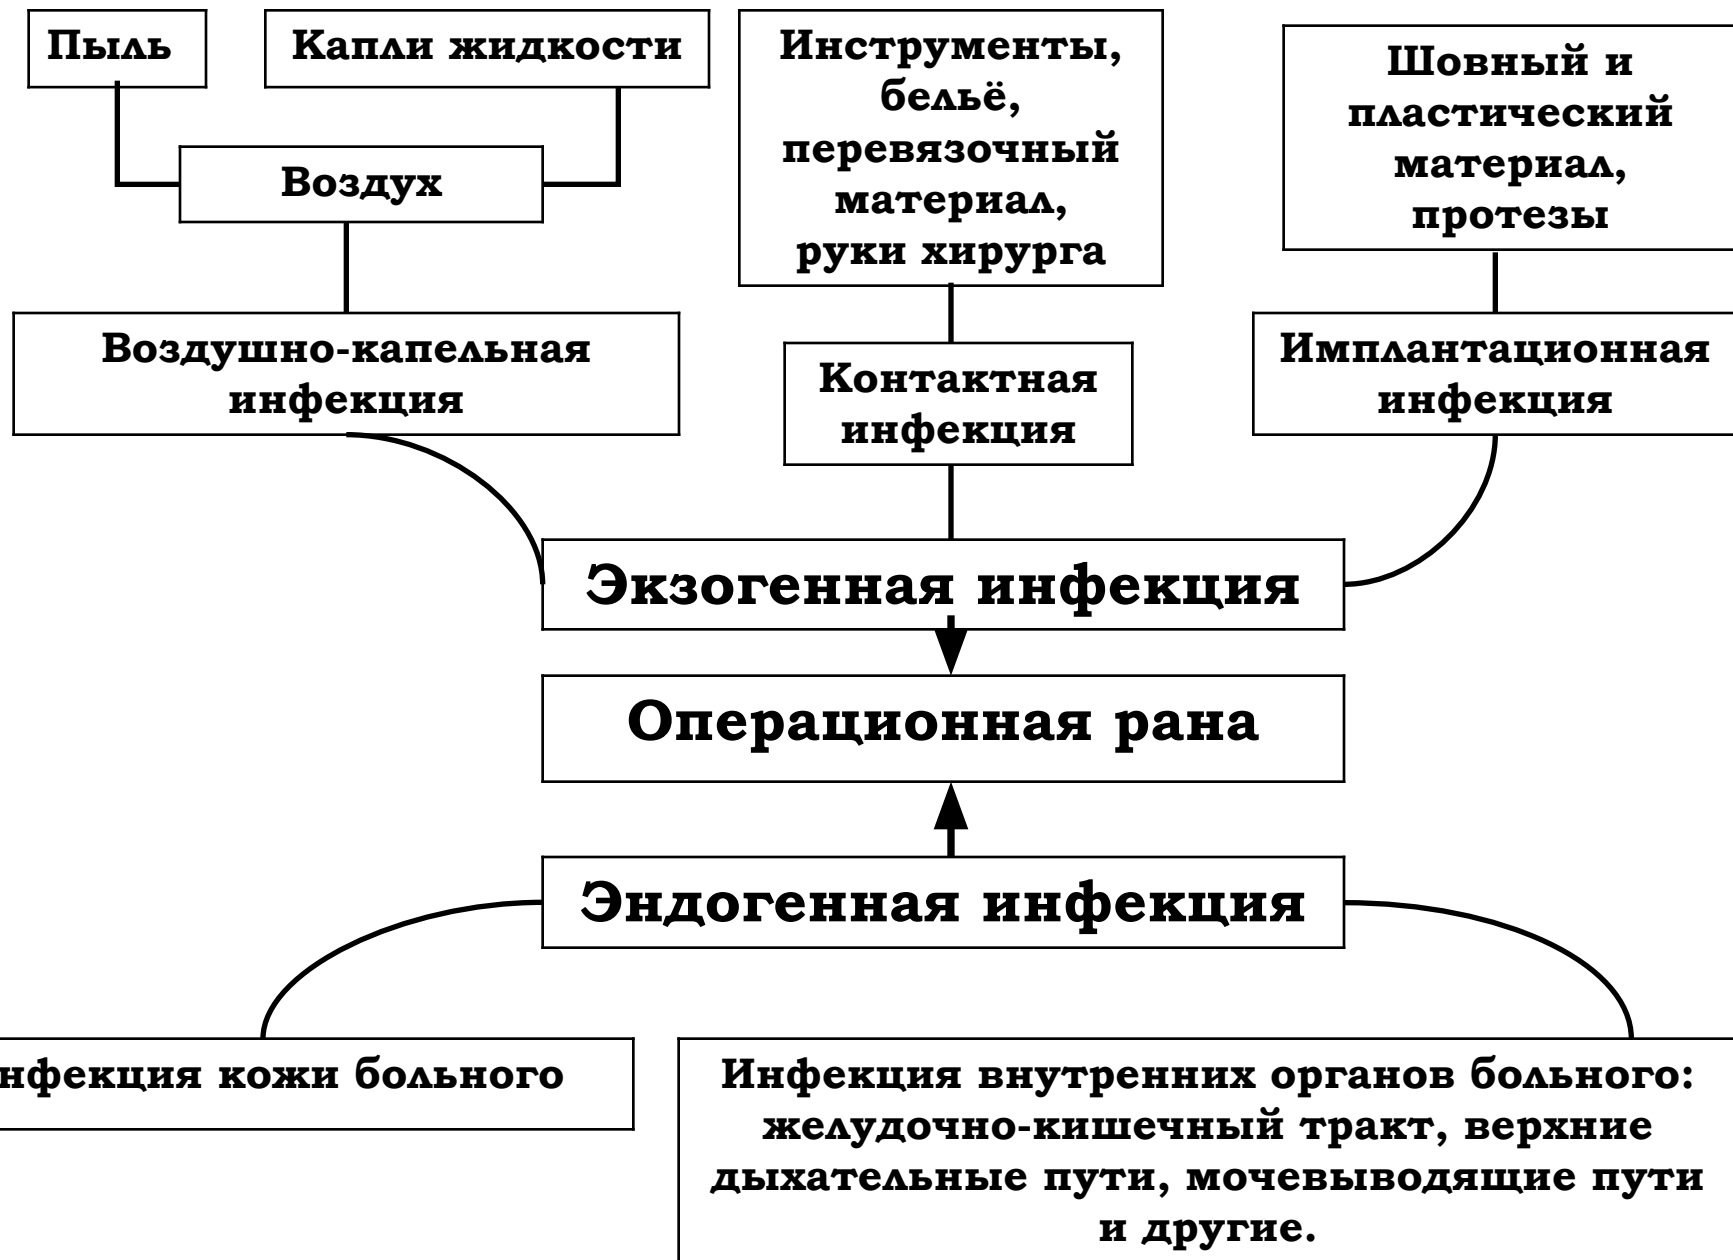 Пыль
Капли жидкости
Воздух
Инструменты,
бельё,
перевязочный
материал,
руки хирурга
Шовный и
пластический
материал,
протезы
Воздушно-капельная
инфекция
Контактная
инфекция
Имплантационная
инфекция
Экзогенная инфекция
Операционная рана
Эндогенная инфекция
нфекция кожи больного
Инфекция внутренних органов больного:
желудочно-кишечный тракт, верхние
дыхательные пути, мочевыводящие пути
и другие.